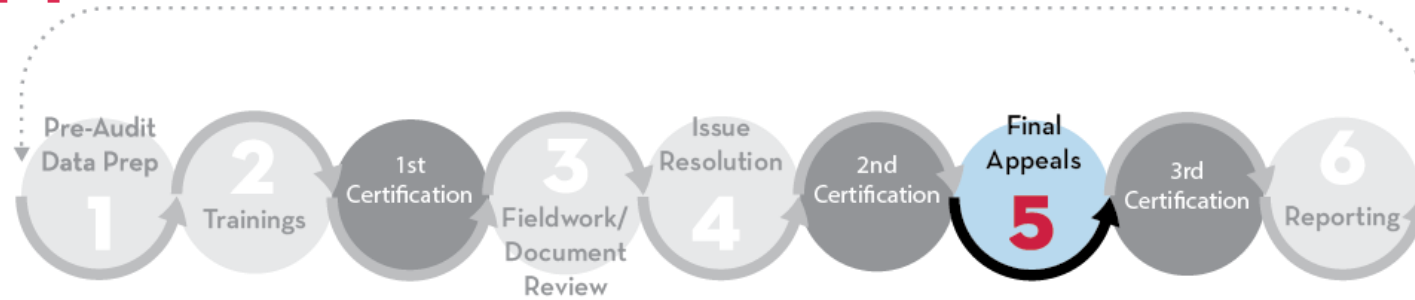 Pre-Audit
Data Prep
1
2
Trainings
1st
Certification
3
Fieldwork/
Document
Review
Issue
Resolution
4
2nd
Certification
Final
Appeals
5
3rd
Certification
6
Reporting